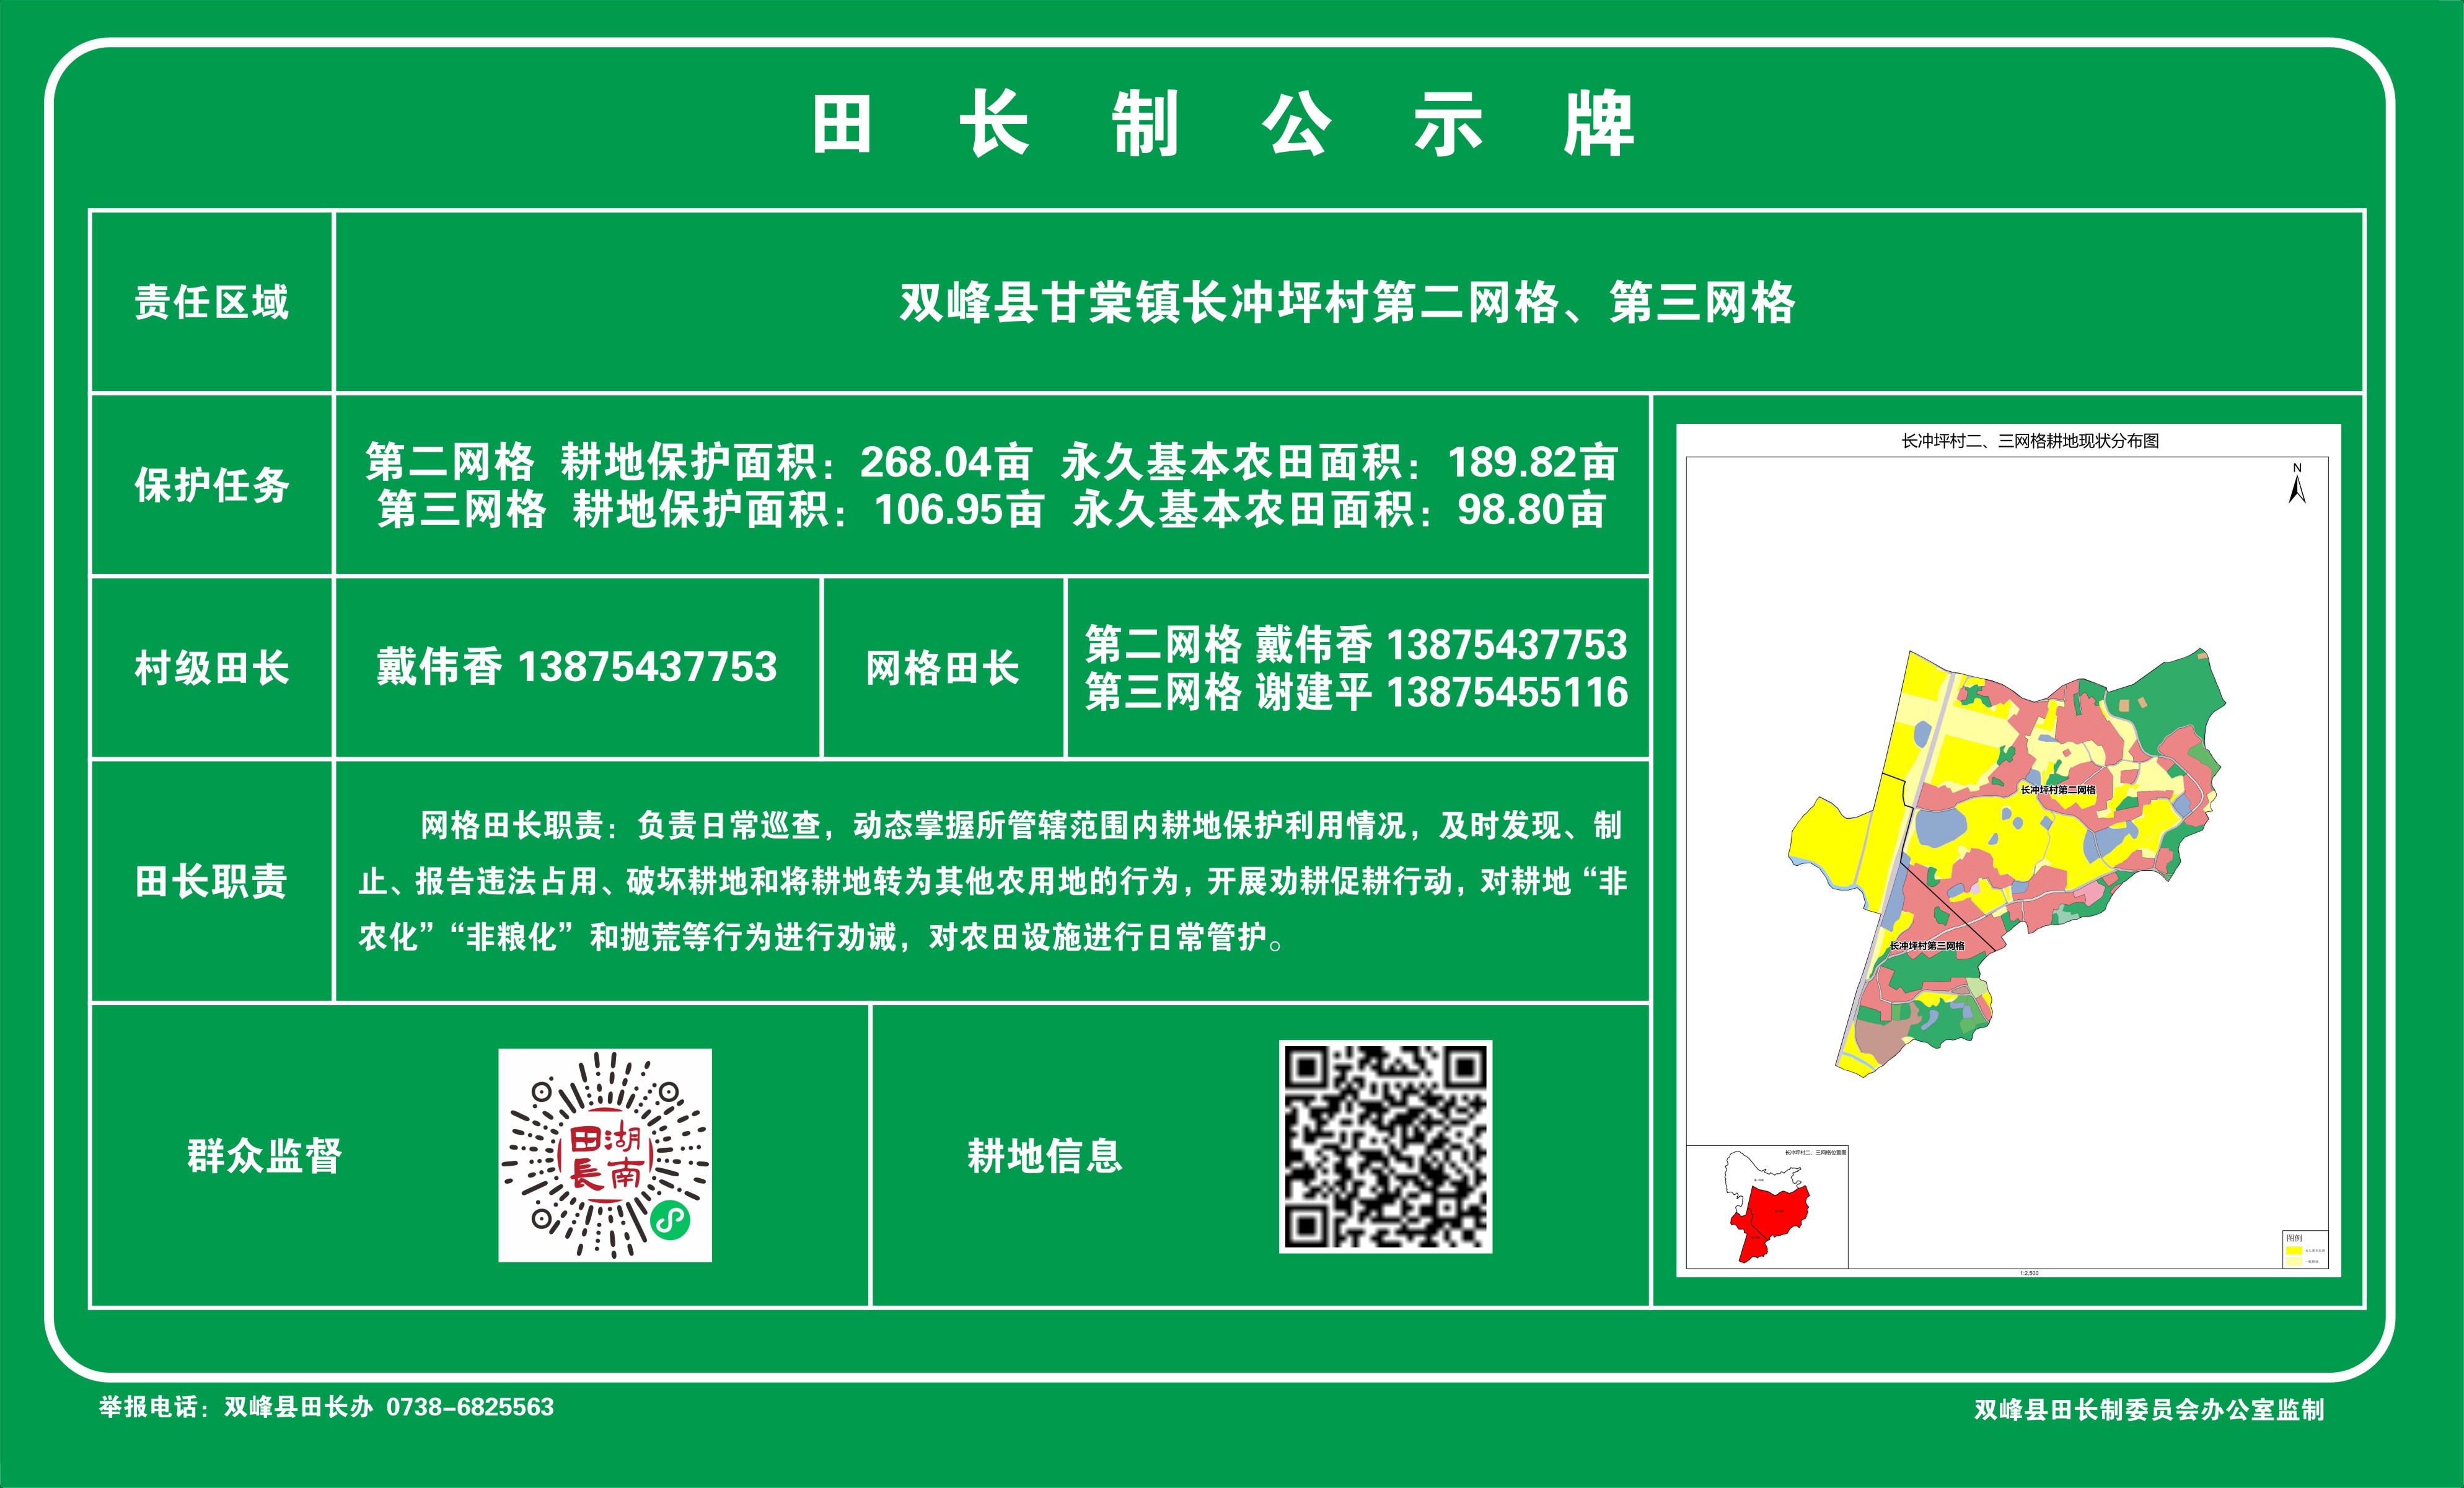 田长制公示牌
责任区域
双峰县甘棠镇长冲坪村第二网格、第三网格
保护任务
第二网格 耕地保护面积：268.04亩 永久基本农田面积：189.82亩
第三网格 耕地保护面积：106.95亩 永久基本农田面积：98.80亩
村级田长
戴伟香 13875437753
网格田长
第二网格 戴伟香 13875437753
第三网格 谢建平 13875455116
田长职责
网格田长职责：负责日常巡查，动态掌握所管辖范围内耕地保护利用情况，及时发现、制
止、报告违法占用、破坏耕地和将耕地转为其他农用地的行为，开展劝耕促耕行动，对耕地“非
农化”“非粮化”和抛荒等行为进行劝诫，对农田设施进行日常管护。
群众监督
湖南田長
耕地信息
长冲坪村二、三网格耕地现状分布图
N
长冲坪村第二网格
长冲坪村第三网格
长冲坪村二、三网格位置图
图例
1:2,500
举报电话：双峰县田长办 0738-6825563
双峰县田长制委员会办公室监制